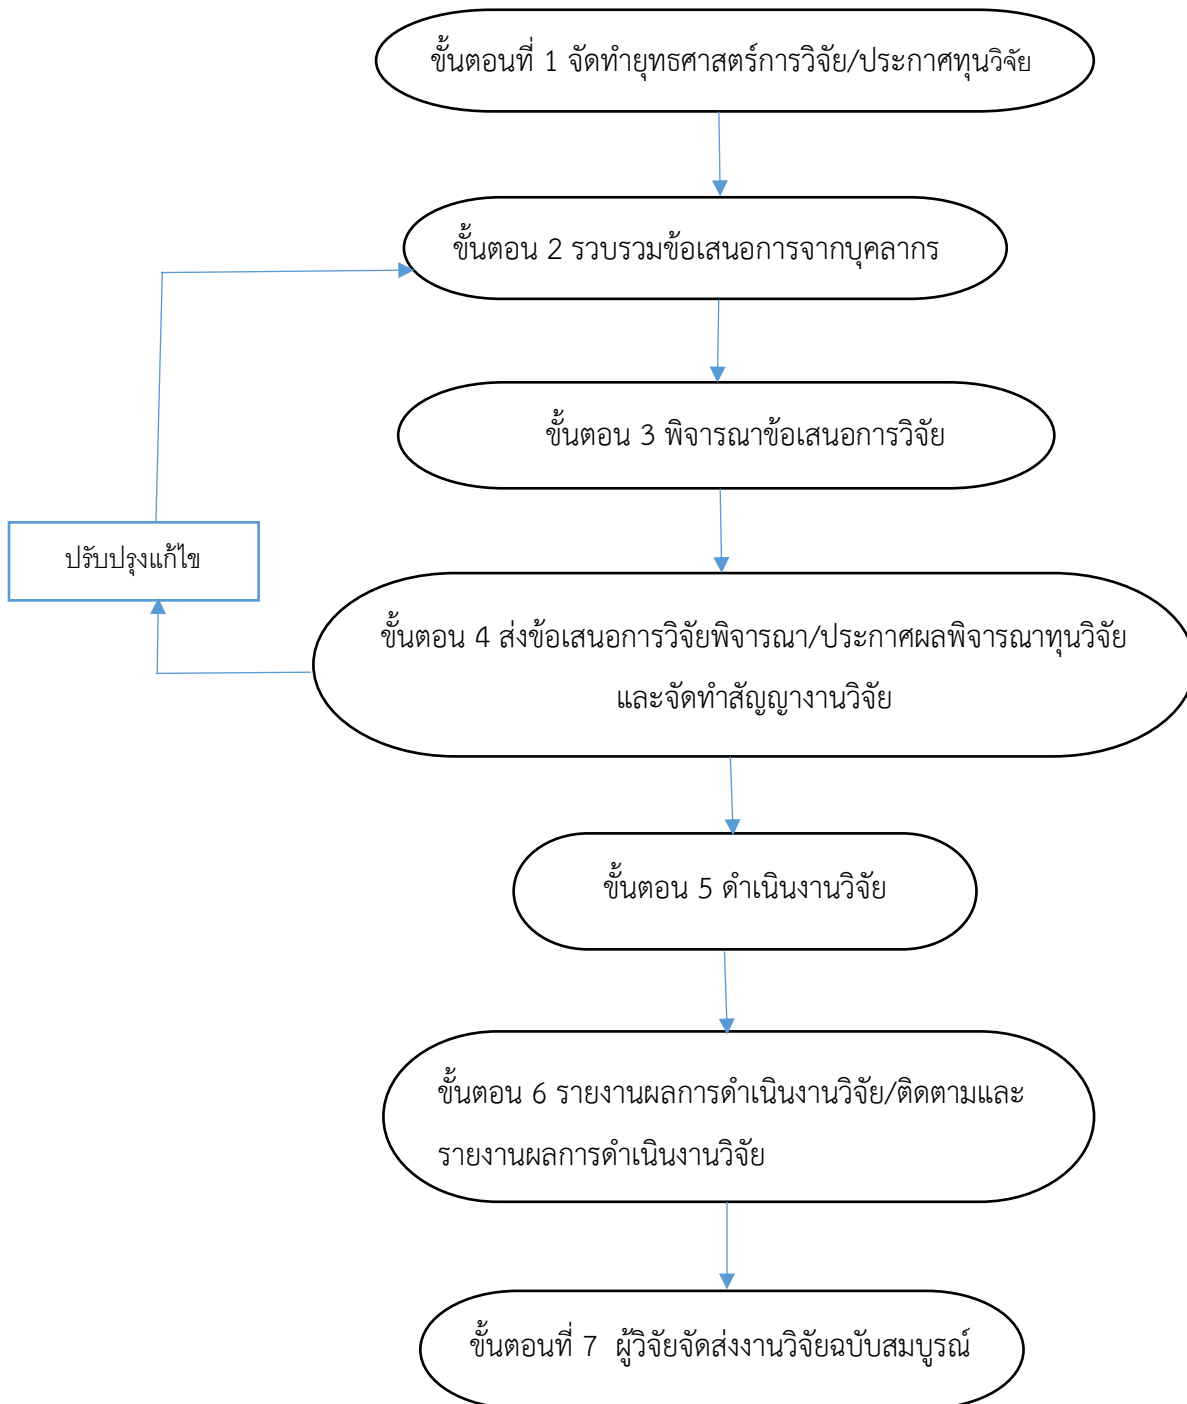 ขั้นตอนที่ 1 จัดทำยุทธศาสตร์การวิจัย/ประกาศทุนวิจัย
ขั้นตอน 2 รวบรวมข้อเสนอการจากบุคลากร
ขั้นตอน 3 พิจารณาข้อเสนอการวิจัย
ปรับปรุงแก้ไข
ขั้นตอน 4 ส่งข้อเสนอการวิจัยพิจารณา/ประกาศผลพิจารณาทุนวิจัย
และจัดทำสัญญางานวิจัย
ขั้นตอน 5 ดำเนินงานวิจัย
ขั้นตอน 6 รายงานผลการดำเนินงานวิจัย/ติดตามและ
รายงานผลการดำเนินงานวิจัย
ขั้นตอนที่ 7 ผู้วิจัยจัดส่งงานวิจัยฉบับสมบูรณ์